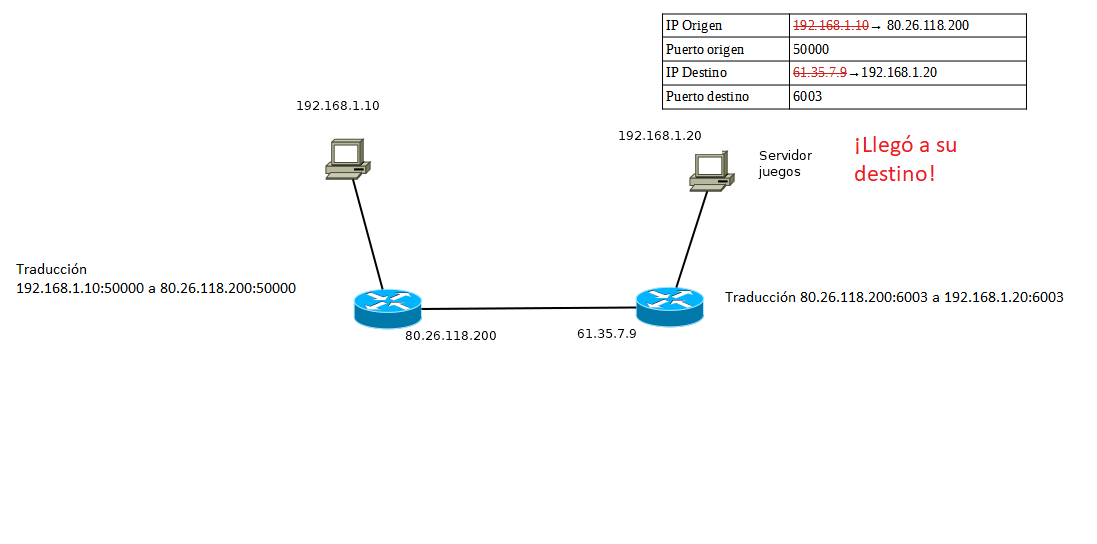 IP Origen 192.168.1.10→ 80.26.118.200
Puerto origen 50000
IP Destino 61.35.7.9→192.168.1.20
Puerto destino 6003
192.168.1.10
192.168.1.20
Servidor
juegos
¡Llegó a su
destino!
Traducción
192.168.1.10:50000 a 80.26.118.200:50000
Traducción 80.26.118.200:6003 a 192.168.1.20:6003
80.26.118.200
61.35.7.9